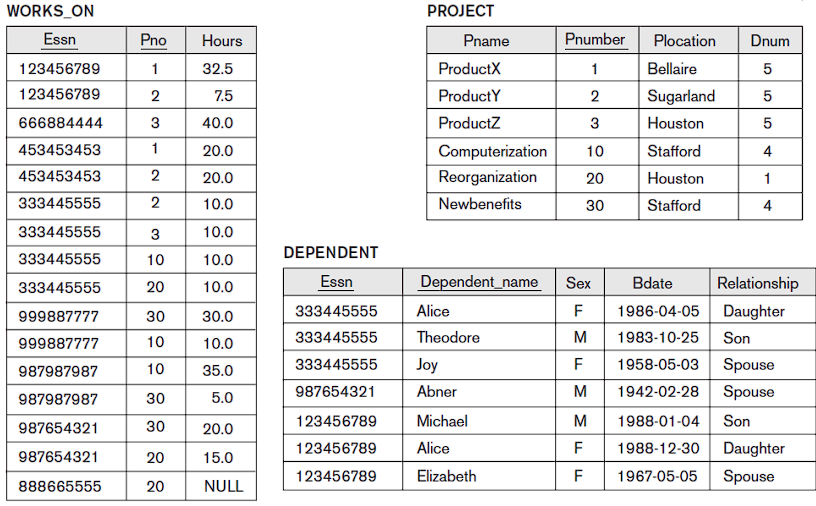 WORKS_ON
Essn Pno Hours
123456789 1 32.5
123456789 2 7.5
666884444 3 40.0
453453453 1 20.0
453453453 2 20.0
333445555 2 10.0
333445555 3 10.0
333445555 10 10.0
333445555 20 10.0
999887777 30 30.0
999887777 10 10.0
987987987 10 35.0
987987987 30 5.0
987654321 30 20.0
987654321 20 15.0
888665555 20 NULL
PROJECT
Pname Pnumber Plocation Dnum
ProductX 1 Bellaire 5
ProductY 2 Sugarland 5
ProductZ 3 Houston 5
Computerization 10 Stafford 4
Reorganization 20 Houston 1
Newbenefits 30 Stafford 4
DEPENDENT
Essn Dependent_name Sex Bdate Relationship
333445555 Alice F 1986-04-05 Daughter
333445555 Theodore M 1983-10-25 Son
333445555 Joy F 1958-05-03 Spouse
987654321 Abner M 1942-02-28 Spouse
123456789 Michael M 1988-01-04 Son
123456789 Alice F 1988-12-30 Daughter
123456789 Elizabeth F 1967-05-05 Spouse